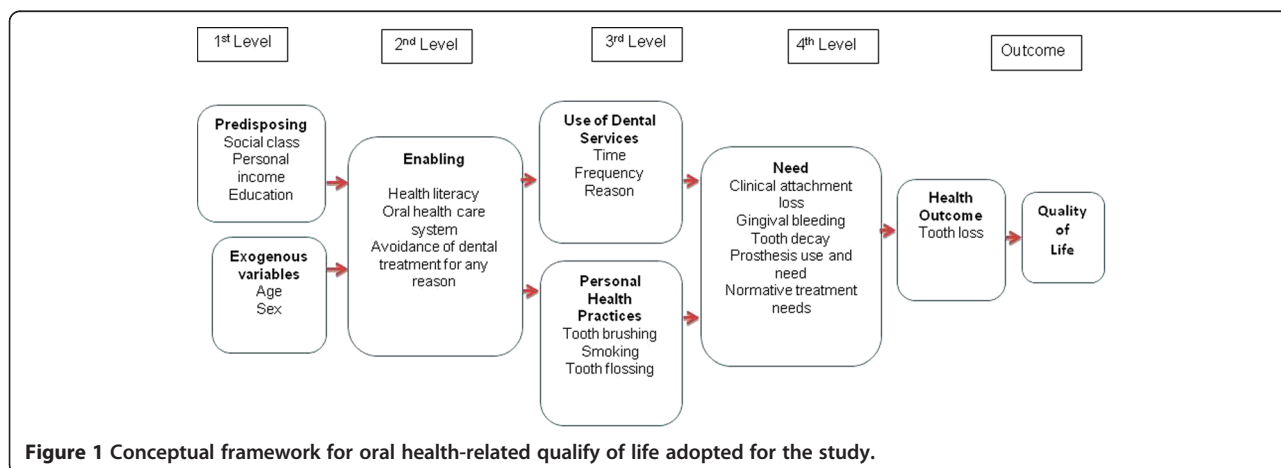 1st Level
2nd Level
3rd Level
4th Level
Outcome
Predisposing
Social class
Personal
income
Education
Exogenous
variables
Age
Sex
Enabling
Health literacy
Oral health care
system
Avoidance of dental
treatment for any
reason
Use of Dental
Services
Time
Frequency
Reason
Personal
Health
Practices
Tooth brushing
Smoking
Tooth flossing
Need
Clinical attachment
loss
Gingival bleeding
Tooth decay
Prosthesis use and
need
Normative treatment
needs
Health
Outcome
Tooth loss
Quality
of
Life
Figure 1 Conceptual framework for oral health-related qualify of life adopted for the study.